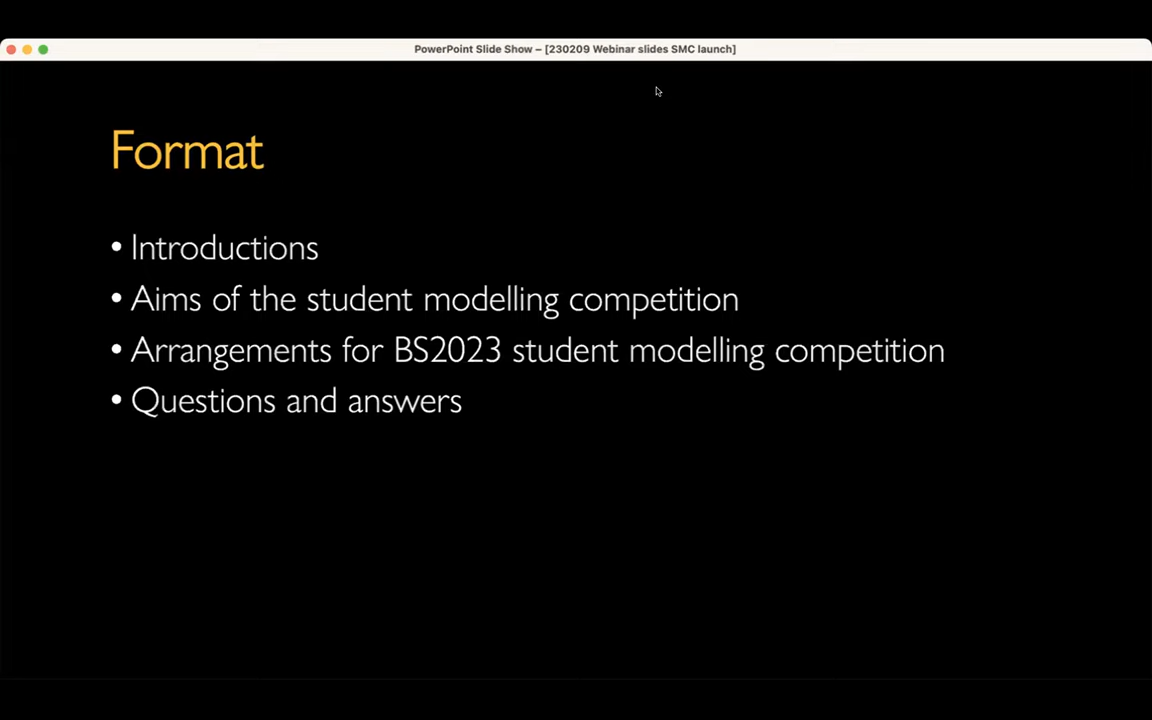 PowerPoint Slide Show – [230209 Webinar slides SMC launch]
Format
• Introductions
• Aims of the student modelling competition
• Arrangements for BS2023 student modelling competition
• Questions and answers